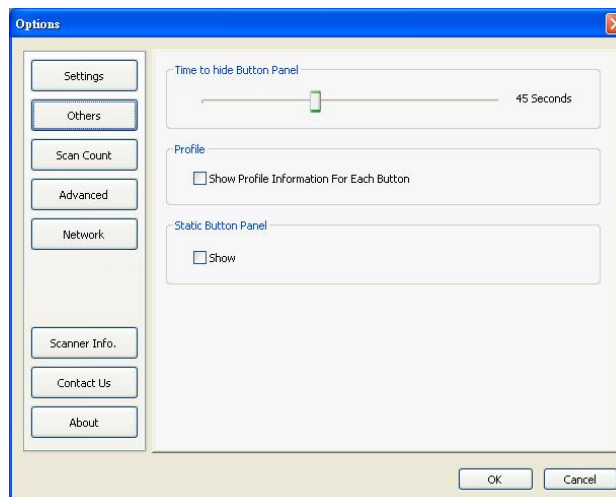 Options
Settings
Others
Scan Count
Advanced
Network
Scanner Info.
Contact Us
About
Time to hide Button Panel
45 Seconds
Profile
Show Profile Information For Each Button
Static Button Panel
Show
OK
Cancel